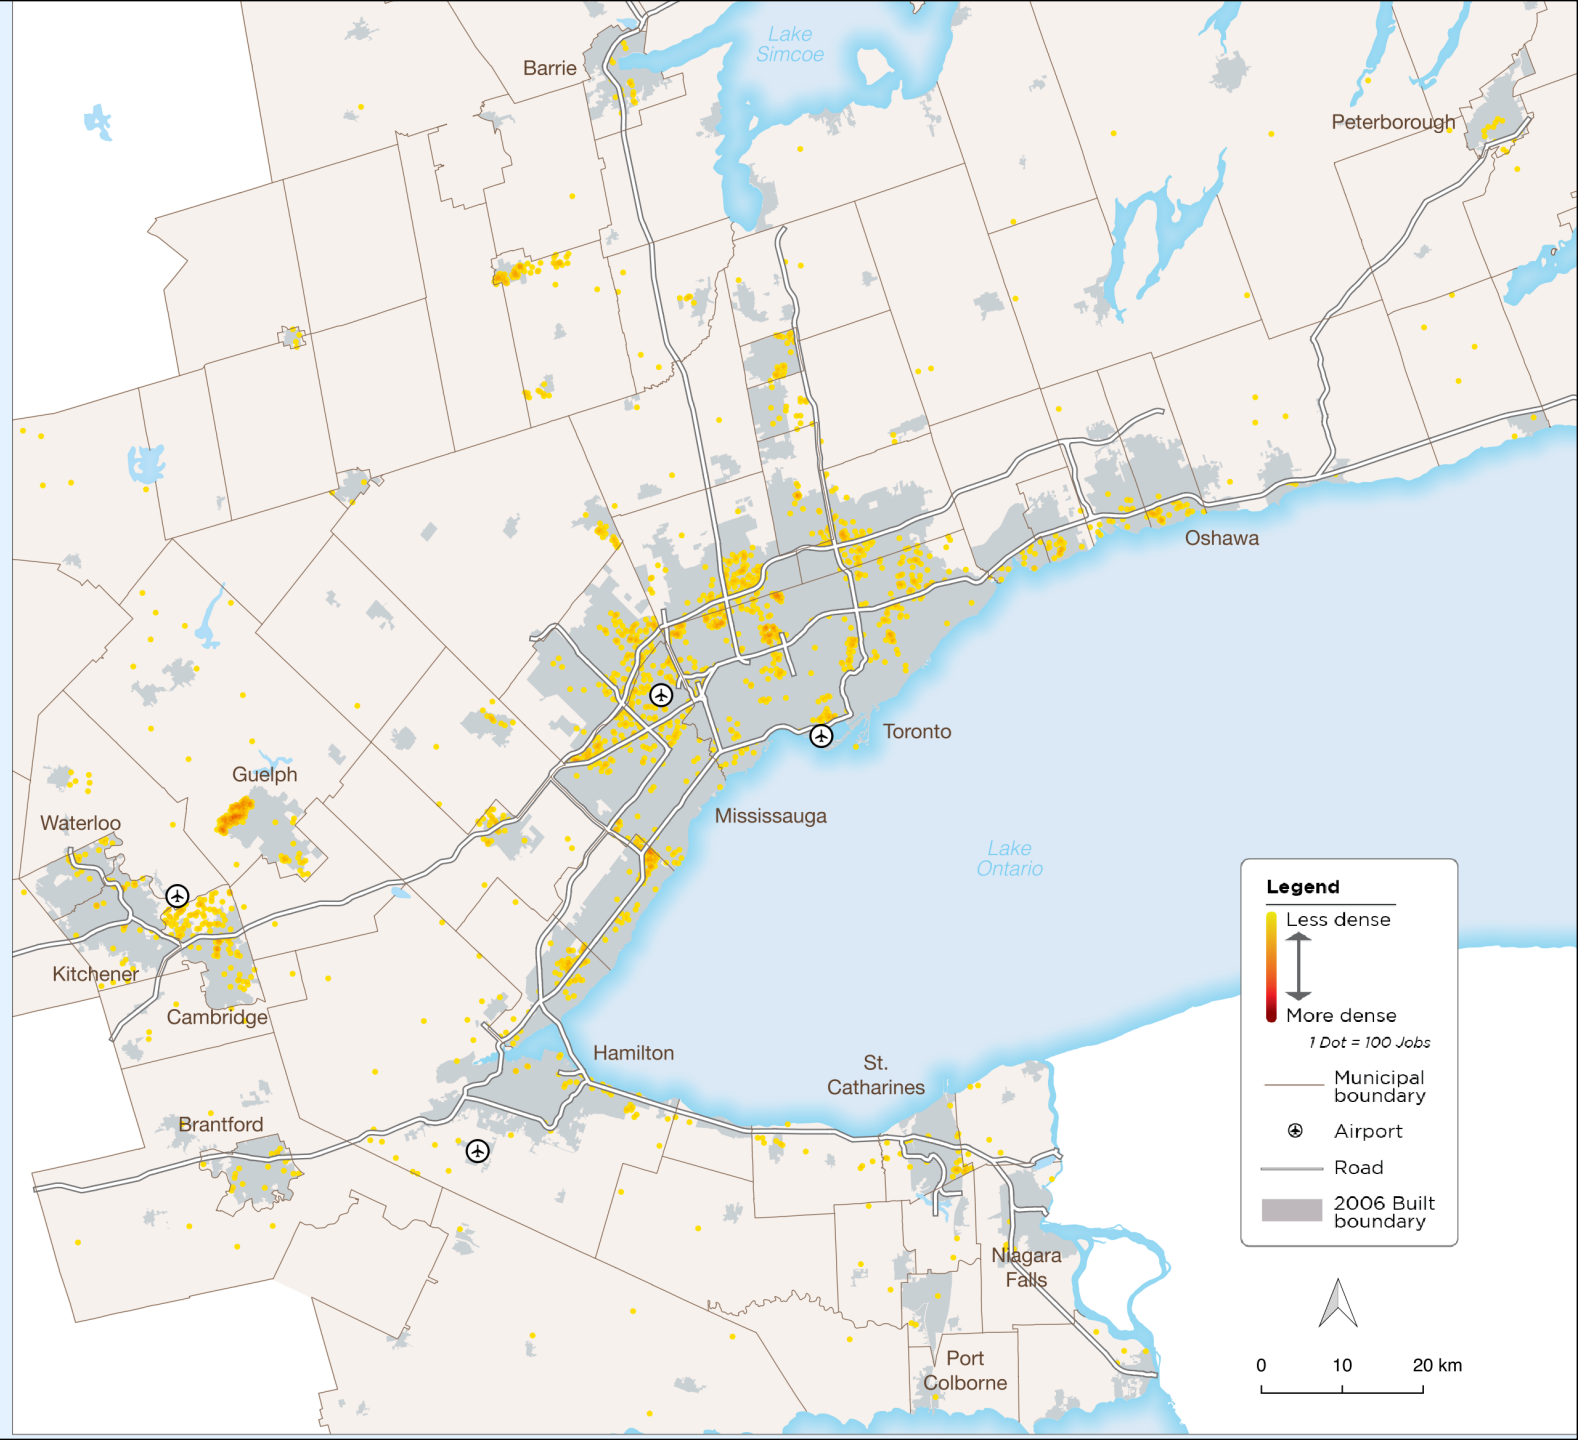 Lake
Simcoe
Barrie
Peterborough
Oshawa
Toronto
Guelph
Waterloo
Mississauga
Lake
Ontario
Kitchener
Cambridge
Hamilton
St.
Catharines
Brantford
Niagara
Falls
Port
Colborne
Legend
Less dense
More dense
1 Dot = 100 Jobs
Municipal
boundary
Airport
Road
2006 Built
boundary
0 10 20 km